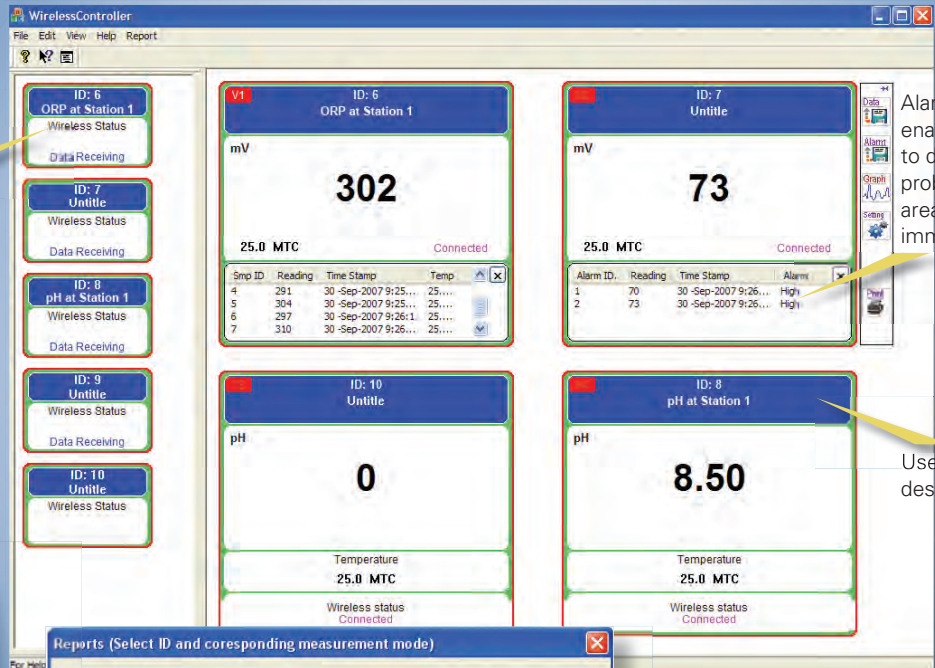 WirelessController
File Edit View Help Report
ID: 6
ORP at Station 1
Wireless Status
Data Receiving
ID: 7
Untitle
Wireless Status
Data Receiving
ID: 8
pH at Station 1
Wireless Status
Data Receiving
ID: 9
Untitle
Wireless Status
Data Receiving
ID: 10
Untitle
Wireless Status
V1
ID: 6
ORP at Station 1
mV
302
25.0 MTC
Connected
Smp ID Reading Time Stamp Temp
4 291 30 -Sep-2007 9:25... 25....
5 304 30 -Sep-2007 9:25... 25....
6 297 30 -Sep-2007 9:26:1 25....
7 310 30 -Sep-2007 9:26... 25....
ID: 7
Untitle
mV
73
25.0 MTC
Connected
Alarm ID. Reading Time Stamp Alarm
1 70 30 -Sep-2007 9:26... High
2 73 30 -Sep-2007 9:26... High
ID: 10
Untitle
pH
0
Temperature
25.0 MTC
Wireless status
Connected
ID: 8
pH at Station 1
pH
8.50
Temperature
25.0 MTC
Wireless status
Connected
Data
Alarm
Graph
Setting
Print
Alar
ena
to d
prob
area
imn
Use
des
Reports (Select ID and coresponding measurement mode)
For Help